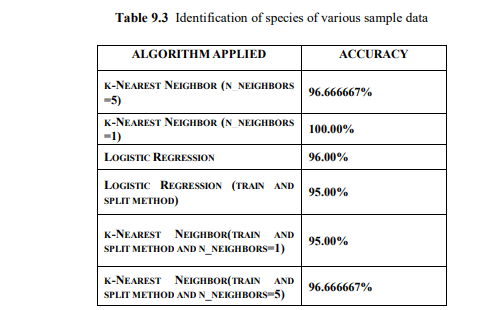 Table 9.3 Identification of species of various sample data
ALGORITHM APPLIED ACCURACY
K-NEAREST NEIGHBOR (N_NEIGHBORS
=5)
96.666667%
K-NEAREST NEIGHBOR (N_NEIGHBORS
=1)
100.00%
LOGISTIC REGRESSION 96.00%
LOGISTIC REGRESSION (TRAIN AND
SPLIT METHOD)
95.00%
K-NEAREST NEIGHBOR(TRAIN AND
SPLIT METHOD AND N_NEIGHBORS=1)
95.00%
K-NEAREST NEIGHBOR(TRAIN AND
SPLIT METHOD AND N_NEIGHBORS=5)
96.666667%